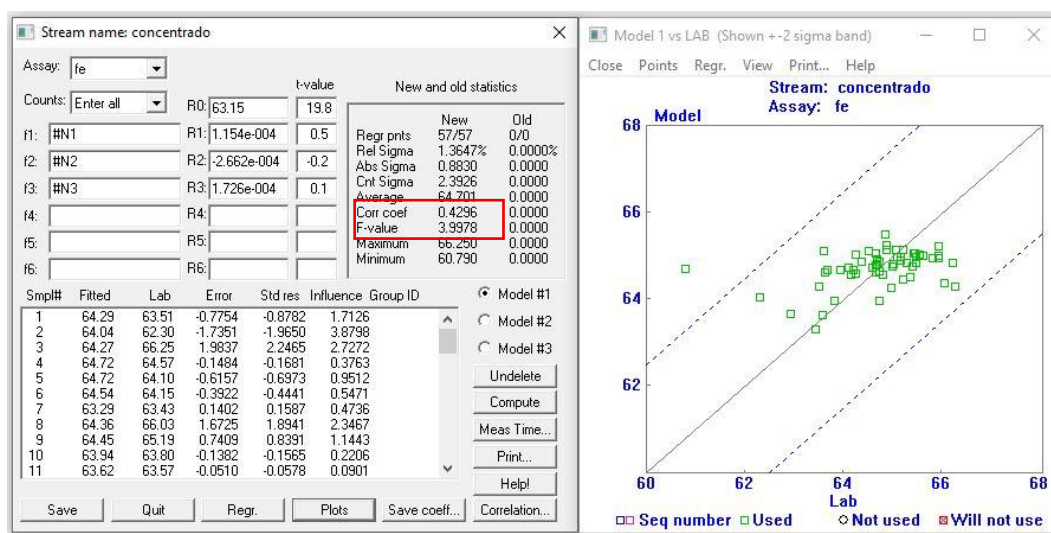 Stream name: concentrado
Assay: fe
Counts: Enter all
t-value
R0: 63.15 19.8
f1: #N1 R1: 1.154e-004 0.5
f2: #N2 R2: -2.662e-004 -0.2
f3: #N3 R3: 1.726e-004 0.1
f4: R4:
f5: R5:
f6: R6:
New and old statistics
New Old
Regr pnts 57/57 0/0
Rel Sigma 1.3647% 0.0000%
Abs Sigma 0.8830 0.0000
Cnt Sigma 2.3926 0.0000
Average 64.701 0.0000
Corr coef 0.4296 0.0000
F-value 3.9978 0.0000
Maximum 66.250 0.0000
Minimum 60.790 0.0000
Smpl# Fitted Lab Error Std res Influence Group ID
1 64.29 63.51 -0.7754 -0.8782 1.7126
2 64.04 62.30 -1.7351 -1.9650 3.8798
3 64.27 66.25 1.9837 2.2465 2.7272
4 64.72 64.57 -0.1484 -0.1681 0.3763
5 64.72 64.10 -0.6157 -0.6973 0.9512
6 64.54 64.15 -0.3922 -0.4441 0.5471
7 63.29 63.43 0.1402 0.1587 0.4736
8 64.36 66.03 1.6725 1.8941 2.3467
9 64.45 65.19 0.7409 0.8391 1.1443
10 63.94 63.80 -0.1382 -0.1565 0.2206
11 63.62 63.57 -0.0510 -0.0578 0.0901
Model #1
Model #2
Model #3
Undelete
Compute
Meas Time...
Print...
Help!
Save Quit Regr. Plots Save coeff... Correlation...
Model 1 vs LAB (Shown +-2 sigma band)
Close Points Regr. View Print... Help
Stream: concentrado
Assay: fe
Model
68
66
64
62
60
60 62 64 66 68
Lab
Seq number Used Not used Will not use